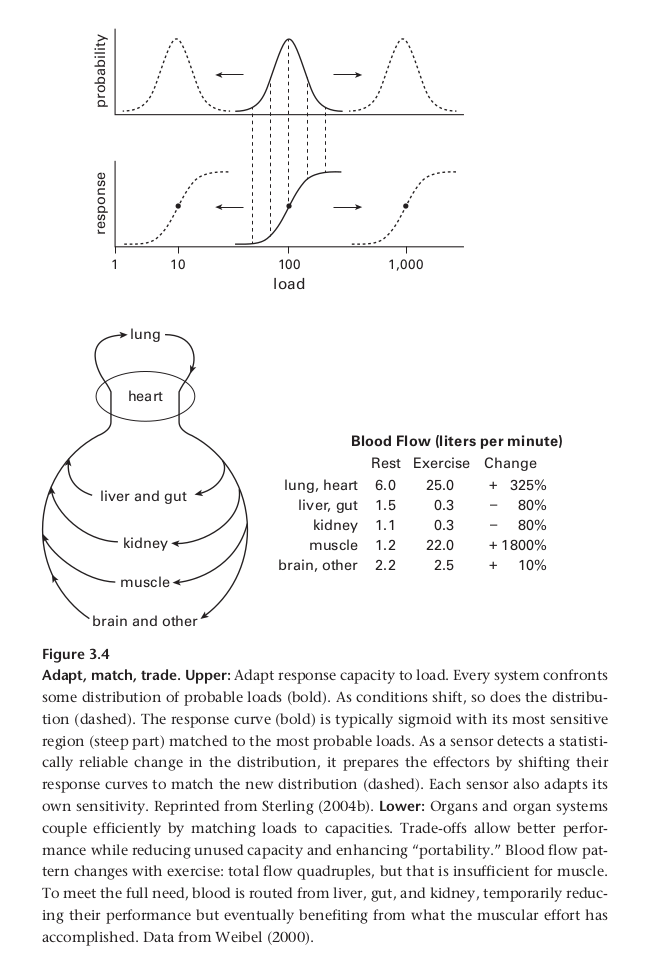 probability
response
1 10 100 1,000
load
lung
heart
liver and gut
kidney
muscle
brain and other
Blood Flow (liters per minute)
Rest Exercise Change
lung, heart 6.0 25.0 + 325%
liver, gut 1.5 0.3 – 80%
kidney 1.1 0.3 – 80%
muscle 1.2 22.0 + 1800%
brain, other 2.2 2.5 + 10%
Figure 3.4
Adapt, match, trade. Upper: Adapt response capacity to load. Every system confronts
some distribution of probable loads (bold). As conditions shift, so does the distribu-
tion (dashed). The response curve (bold) is typically sigmoid with its most sensitive
region (steep part) matched to the most probable loads. As a sensor detects a statisti-
cally reliable change in the distribution, it prepares the effectors by shifting their
response curves to match the new distribution (dashed). Each sensor also adapts its
own sensitivity. Reprinted from Sterling (2004b). Lower: Organs and organ systems
couple efficiently by matching loads to capacities. Trade-offs allow better perfor-
mance while reducing unused capacity and enhancing “portability.” Blood flow pat-
tern changes with exercise: total flow quadruples, but that is insufficient for muscle.
To meet the full need, blood is routed from liver, gut, and kidney, temporarily reduc-
ing their performance but eventually benefiting from what the muscular effort has
accomplished. Data from Weibel (2000).